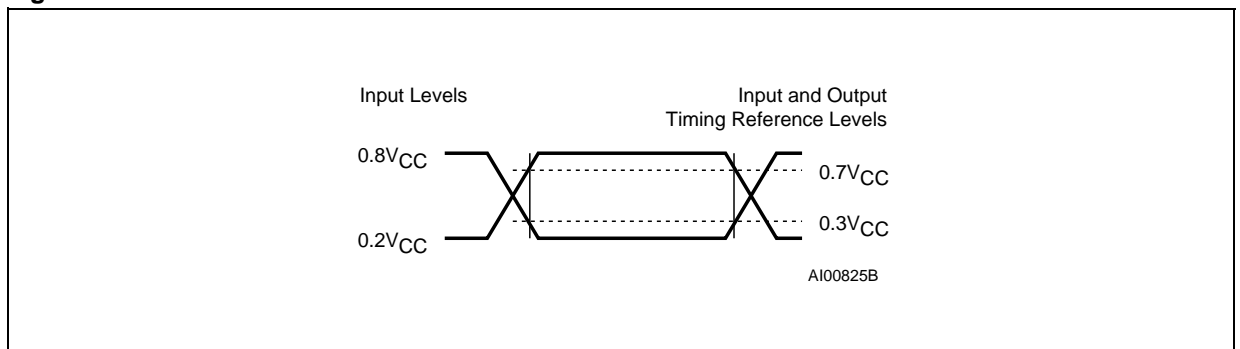 Input Levels
Input and Output
Timing Reference Levels
0.8VCC
0.7VCC
0.3VCC
0.2VCC
AI00825B